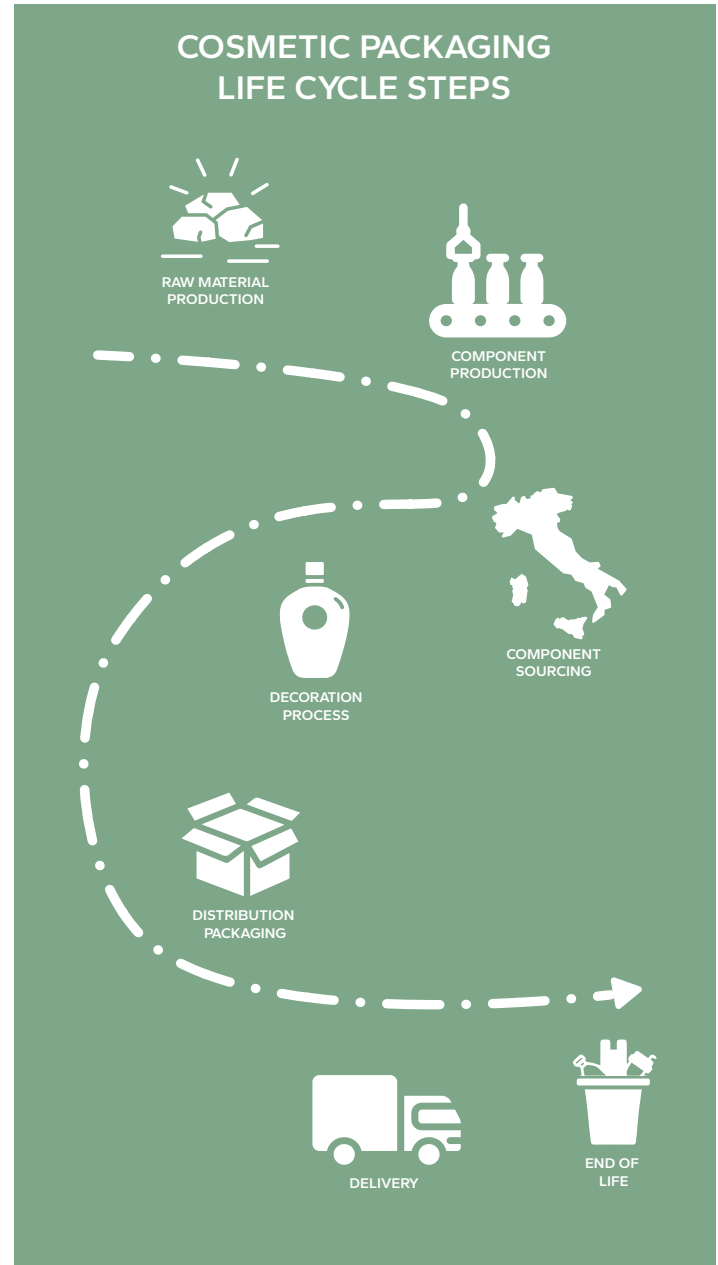 COSMETIC PACKAGING
LIFE CYCLE STEPS
RAW MATERIAL
PRODUCTION
COMPONENT
PRODUCTION
COMPONENT
SOURCING
DECORATION
PROCESS
DISTRIBUTION
PACKAGING
DELIVERY
END OF
LIFE